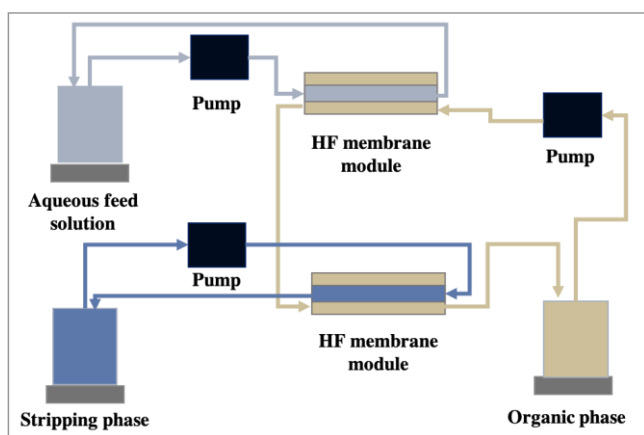 Pump
HF membrane
module
Pump
Aqueous feed
solution
Pump
HF membrane
module
Stripping phase
Organic phase